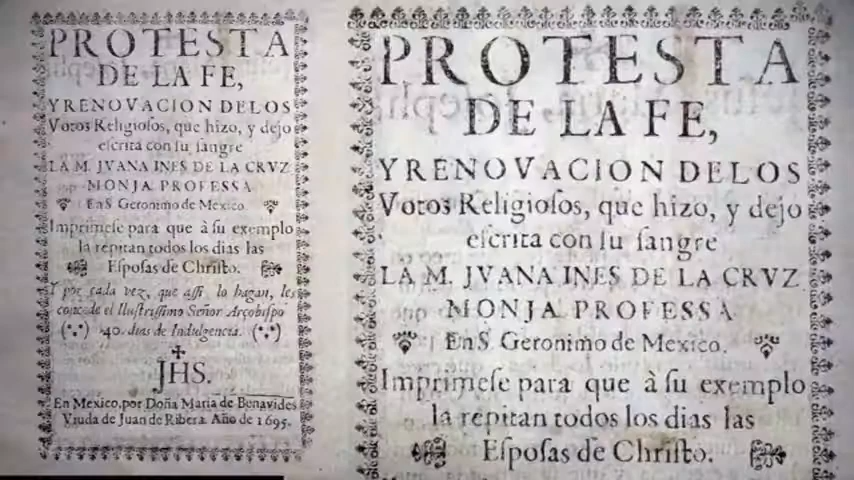 PROTESTA
DE LA FE,
Y RENOVACION DE LOS
Votos Religiosos, que hizo, y dejo
escrita con su sangre
LA M. JVANA INES DE LA CRVZ
MONJA PROFESSA
En S. Geronimo de Mexico.
Imprimese para que à su exemplo
la repitan todos los dias las
Esposas de Christo.
Y por cada vez, que assi lo hagan, les
concede el Ilustrissimo Señor Arçobispo
40. dias de Indulgencia.
JHS.
En Mexico, por Doña Maria de Benavides
Viuda de Juan de Ribera Año de 1695.
PROTESTA
DE LA FE,
Y RENOVACION DE LOS
Votos Religiosos, que hizo, y dejo
escrita con su sangre
LA M. JVANA INES DE LA CRVZ
MONJA PROFESSA
En S. Geronimo de Mexico.
Imprimese para que à su exemplo
la repitan todos los dias las
Esposas de Christo.